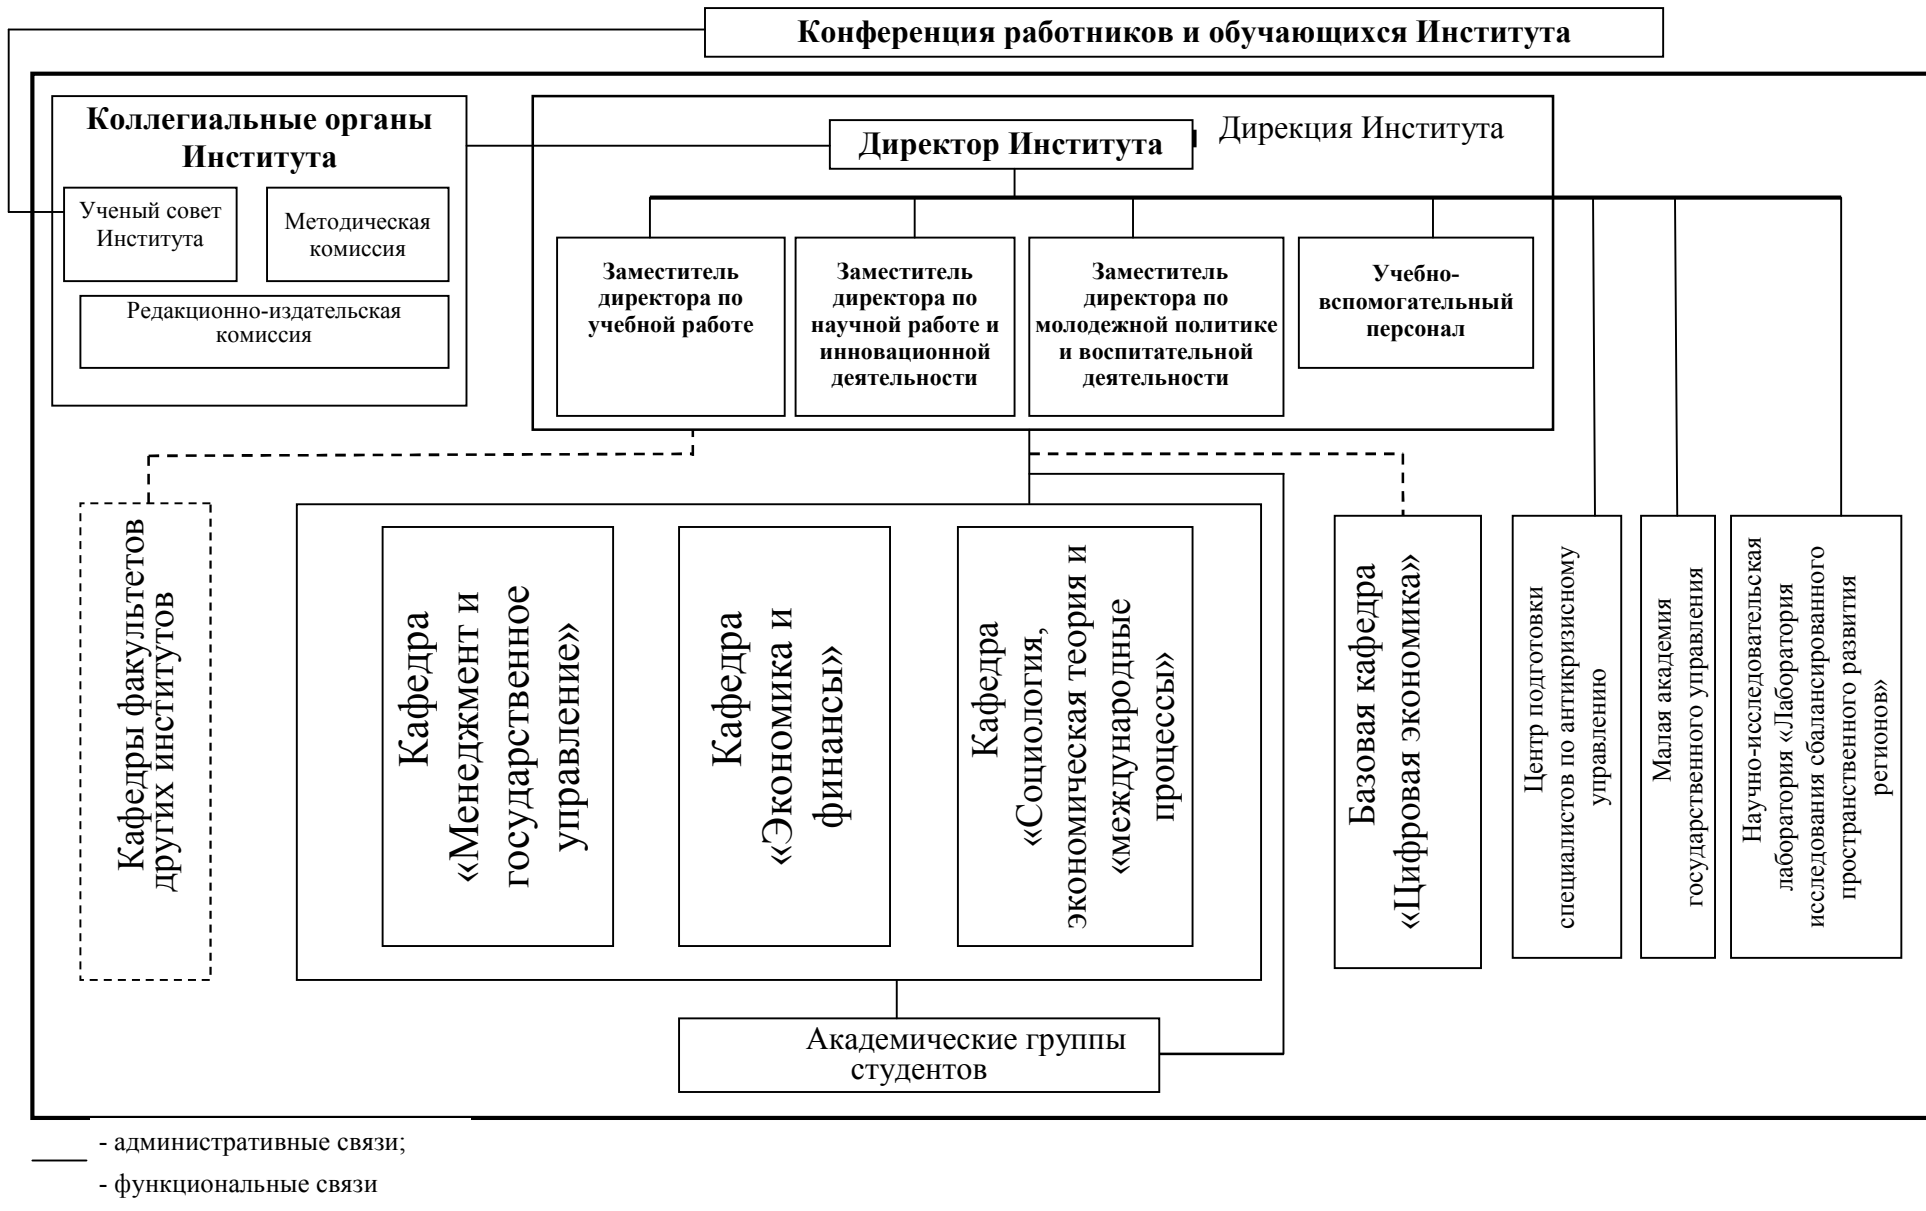 Конференция работников и обучающихся Института
Коллегиальные органы
Института
Ученый совет
Института
Методическая
комиссия
Редакционно-издательская
комиссия
Директор Института
Дирекция Института
Заместитель
директора по
учебной работе
Заместитель
директора по
научной работе и
инновационной
деятельности
Заместитель
директора по
молодежной политике
и воспитательной
деятельности
Учебно-
вспомогательный
персонал
Кафедры факультетов
других институтов
Кафедра
«Менеджмент и
государственное
управление»
Кафедра
«Экономика и
финансы»
Кафедра
«Социология,
экономическая теория и
«международные
процессы»
Базовая кафедра
«Цифровая экономика»
Центр подготовки
специалистов по антикризисному
управлению
Малая академия
государственного управления
Научно-исследовательская
лаборатория «Лаборатория
исследования сбалансированного
пространственного развития
регионов»
Академические группы
студентов
- административные связи;
- функциональные связи